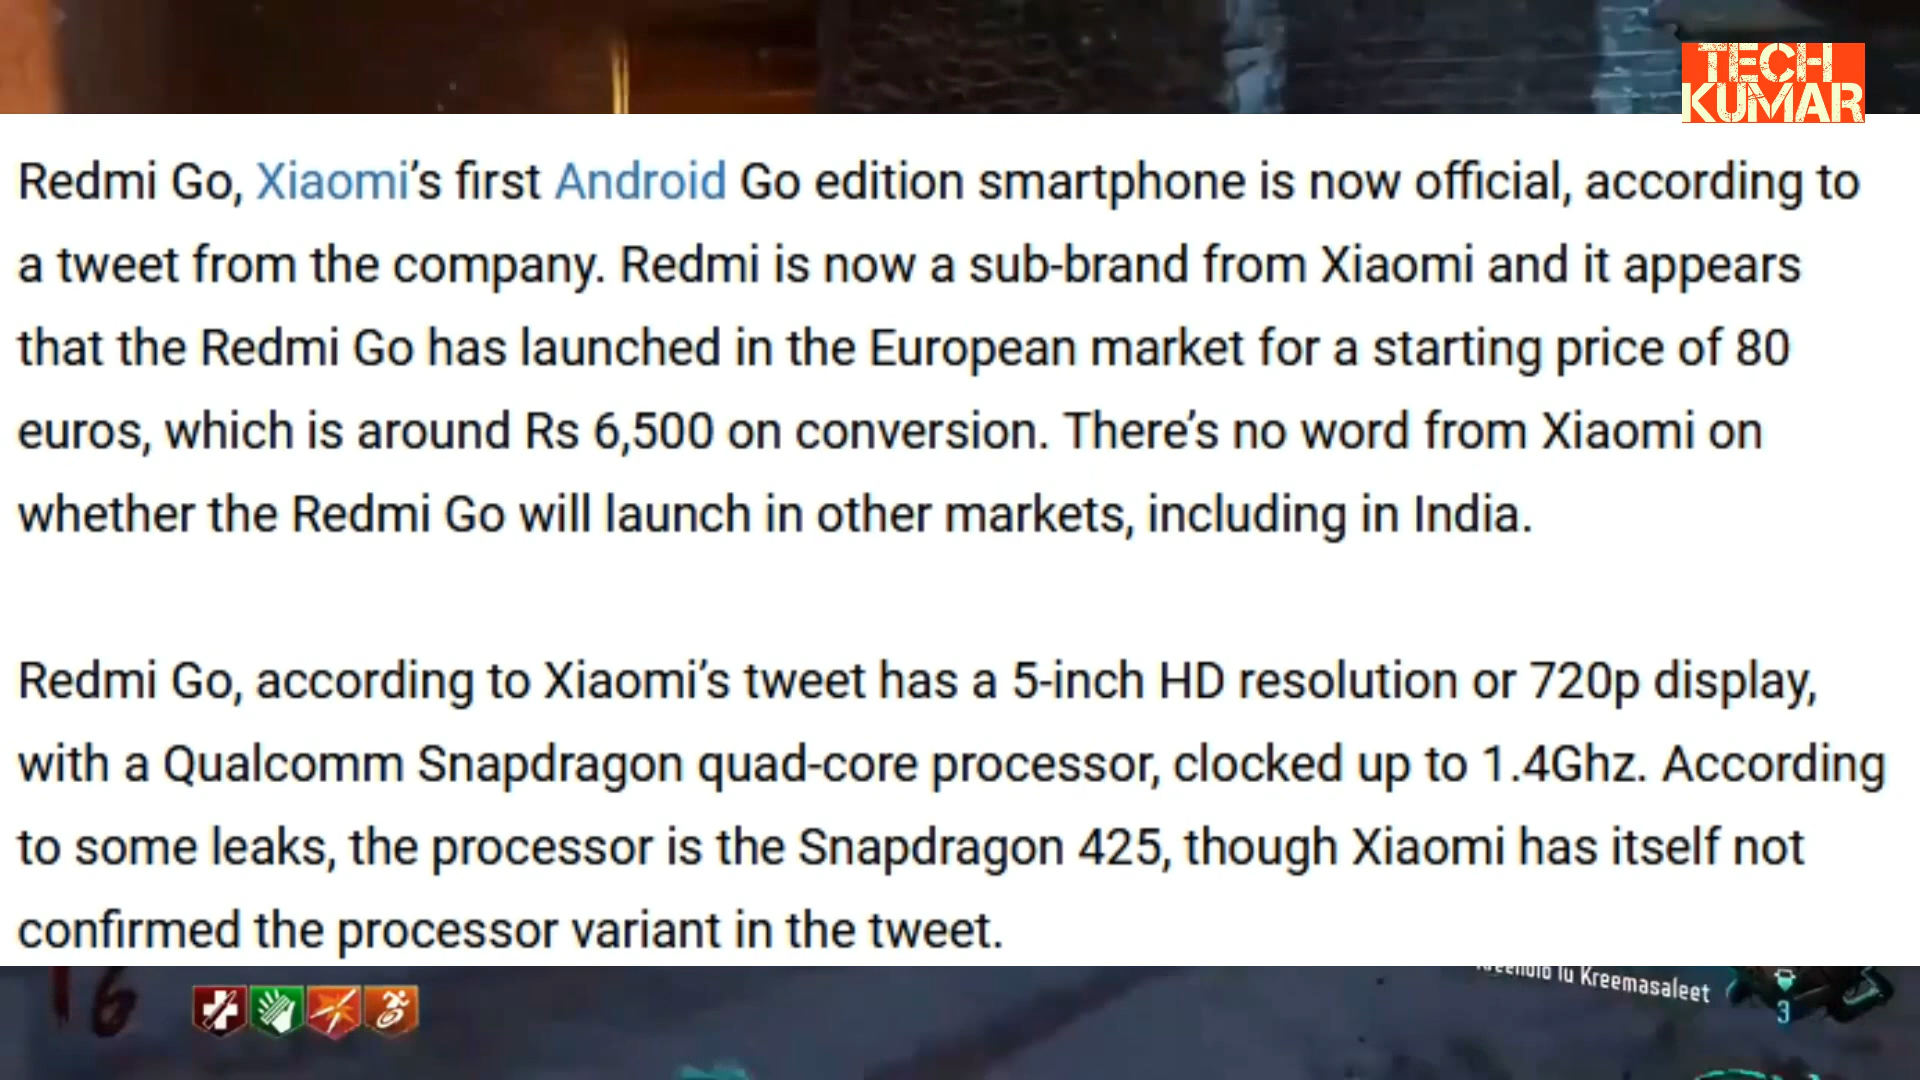 TECH
KUMAR
Redmi Go, Xiaomi’s first Android Go edition smartphone is now official, according to
a tweet from the company. Redmi is now a sub-brand from Xiaomi and it appears
that the Redmi Go has launched in the European market for a starting price of 80
euros, which is around Rs 6,500 on conversion. There’s no word from Xiaomi on
whether the Redmi Go will launch in other markets, including in India.
Redmi Go, according to Xiaomi’s tweet has a 5-inch HD resolution or 720p display,
with a Qualcomm Snapdragon quad-core processor, clocked up to 1.4Ghz. According
to some leaks, the processor is the Snapdragon 425, though Xiaomi has itself not
confirmed the processor variant in the tweet.
16
Iu Kreemasaleet
3